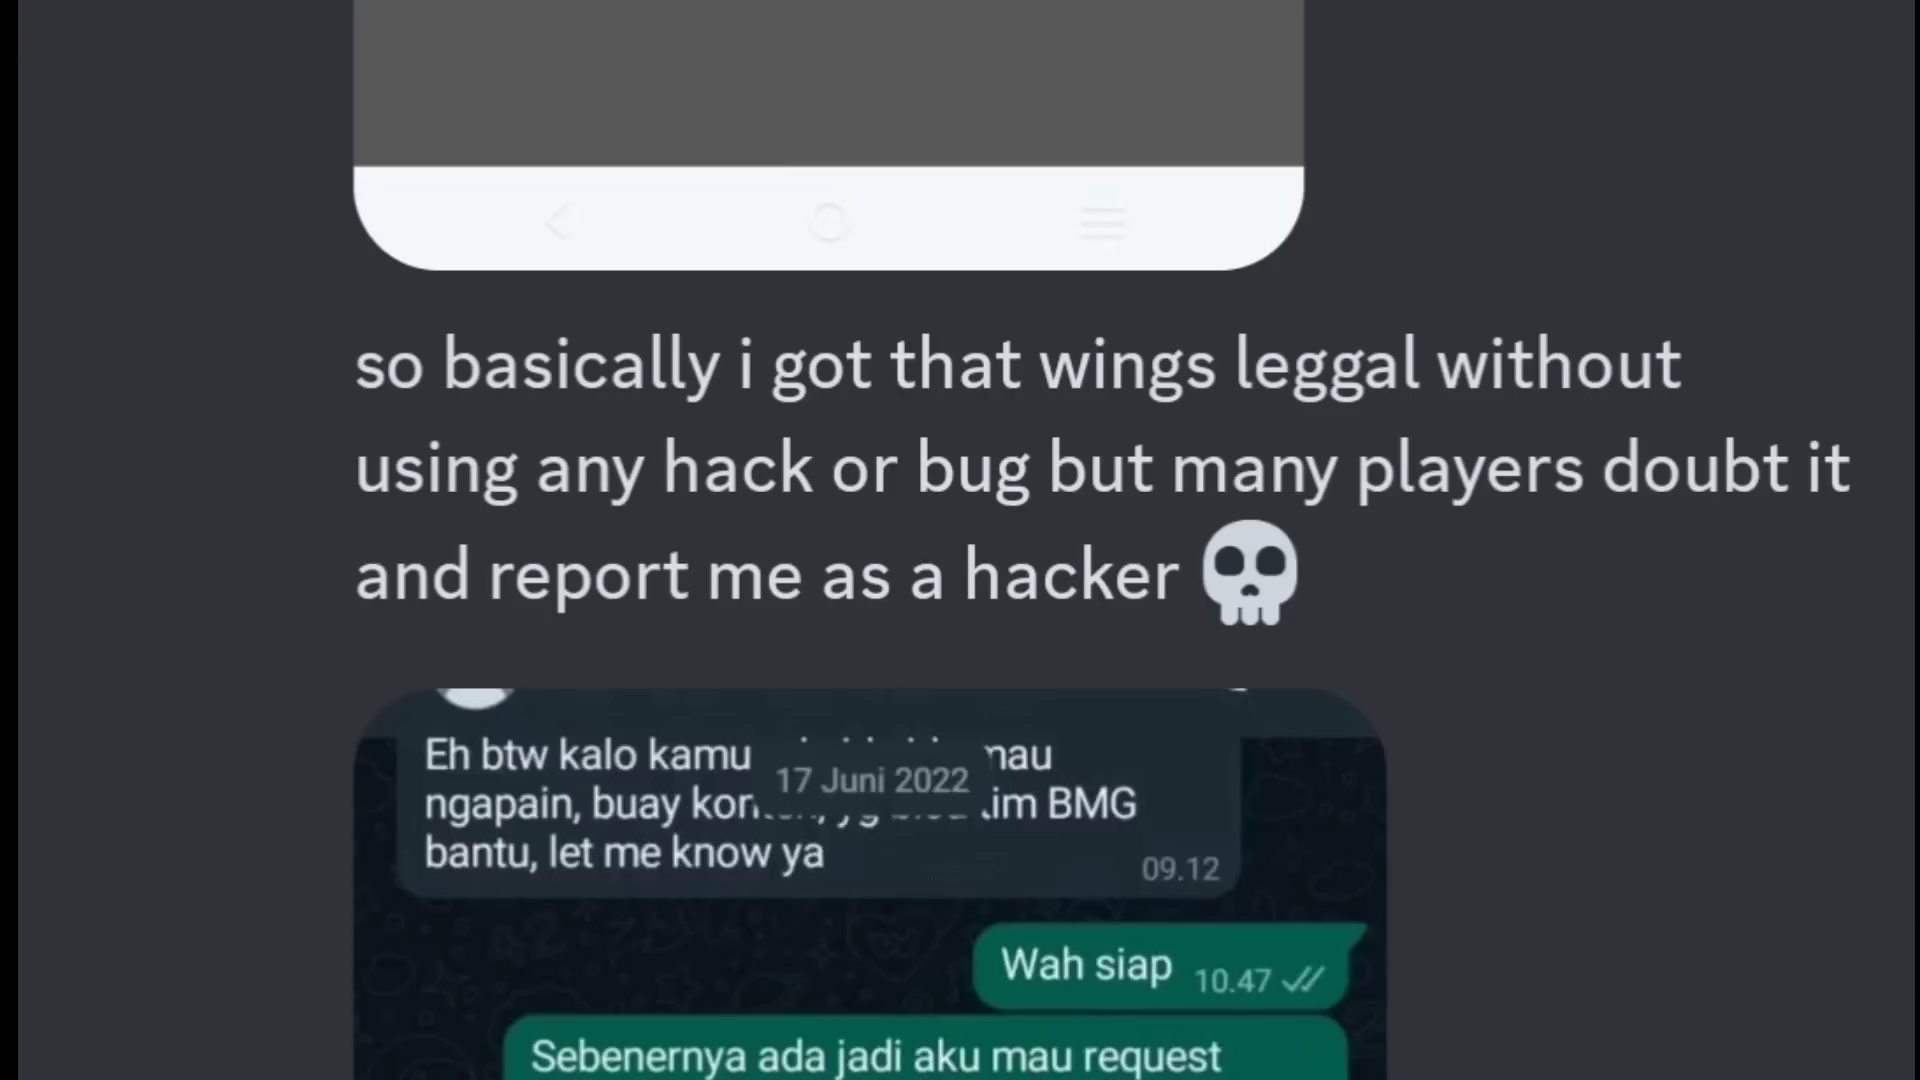 so basically i got that wings leggal without
using any hack or bug but many players doubt it
and report me as a hacker 💀
Eh btw kalo kamu mau
17 Juni 2022
ngapain, buay tim BMG
bantu, let me know ya
09.12
Wah siap 10.47
Sebenernya ada jadi aku mau request